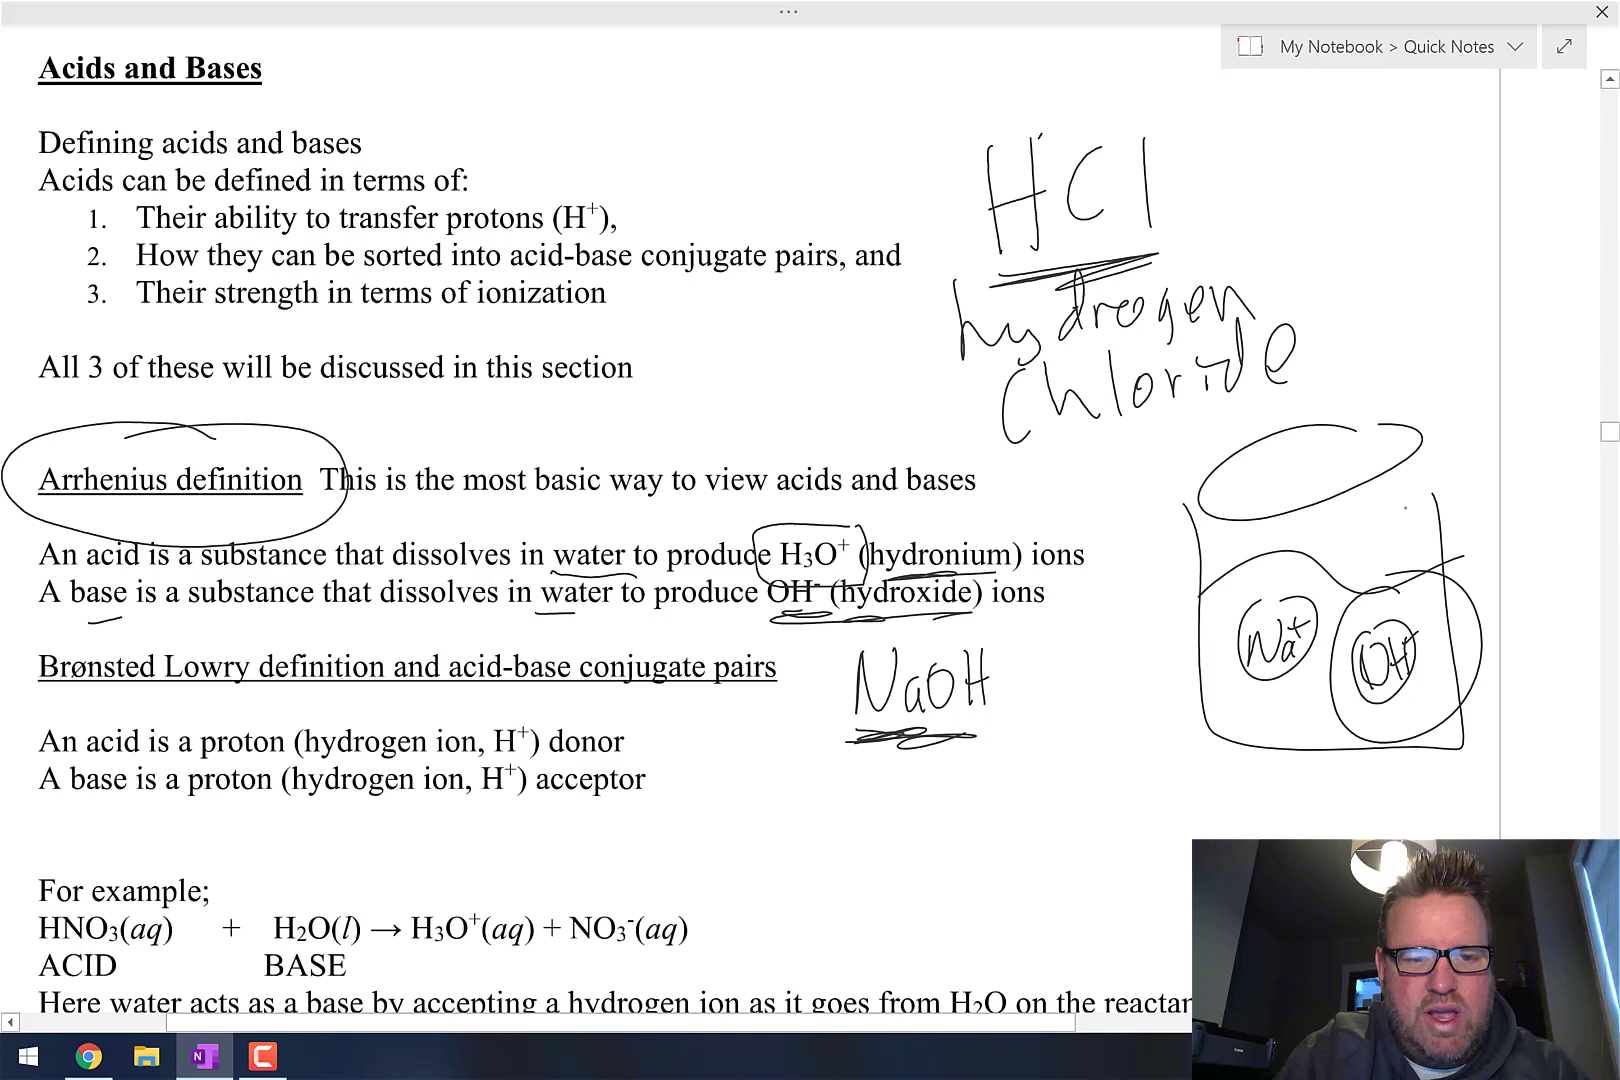 My Notebook > Quick Notes
Acids and Bases
Defining acids and bases
Acids can be defined in terms of:
1. Their ability to transfer protons (H⁺),
2. How they can be sorted into acid-base conjugate pairs, and
3. Their strength in terms of ionization
HCl
hydrogen
Chloride
All 3 of these will be discussed in this section
Arrhenius definition This is the most basic way to view acids and bases
An acid is a substance that dissolves in water to produce H₃O⁺ (hydronium) ions
A base is a substance that dissolves in water to produce OH⁻ (hydroxide) ions
Na⁺
OH⁻
Brønsted Lowry definition and acid-base conjugate pairs
NaOH
An acid is a proton (hydrogen ion, H⁺) donor
A base is a proton (hydrogen ion, H⁺) acceptor
For example;
HNO₃(aq) + H₂O(l) → H₃O⁺(aq) + NO₃⁻(aq)
ACID BASE
Here water acts as a base by accepting a hydrogen ion as it goes from H₂O on the reactan